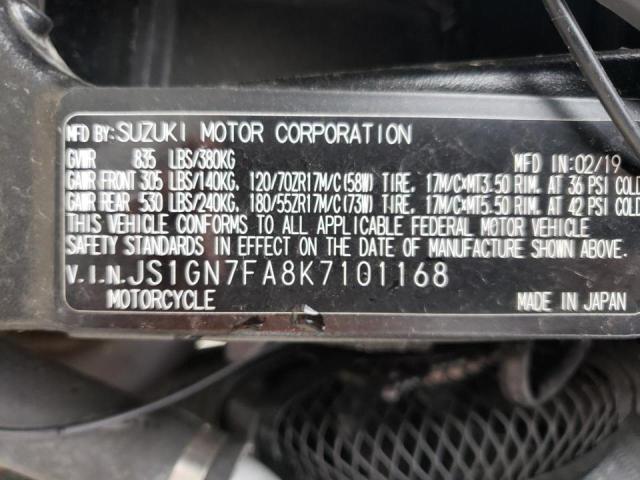 MFD BY: SUZUKI MOTOR CORPORATION
GVWR 835 LBS/380KG MFD IN: 02/19
GAWR FRONT 305 LBS/140KG, 120/70ZR17M/C(58W) TIRE, 17M/C×MT3.50 RIM, AT 36 PSI COLD
GAWR REAR 530 LBS/240KG, 180/55ZR17M/C(73W) TIRE, 17M/C×MT5.50 RIM, AT 42 PSI COLD
THIS VEHICLE CONFORMS TO ALL APPLICABLE FEDERAL MOTOR VEHICLE
SAFETY STANDARDS IN EFFECT ON THE DATE OF MANUFACTURE SHOWN ABOVE.
V.I.N. JS1GN7FA8K7101168
MOTORCYCLE MADE IN JAPAN